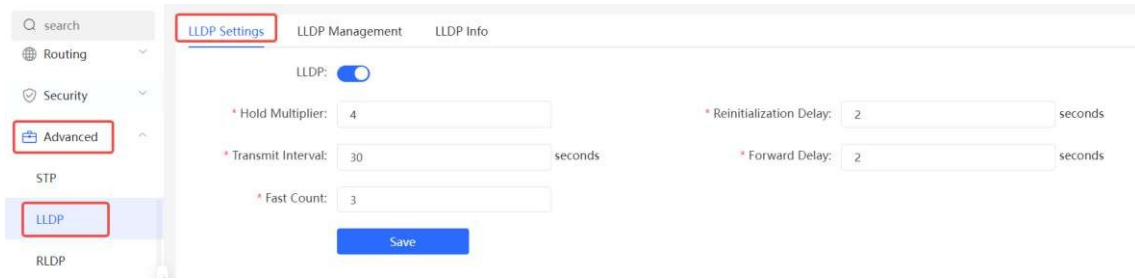 search
Routing
Security
Advanced
STP
LLDP
RLDP
LLDP Settings LLDP Management LLDP Info
LLDP:
* Hold Multiplier: 4 * Reinitialization Delay: 2 seconds
* Transmit Interval: 30 seconds * Forward Delay: 2 seconds
* Fast Count: 3
Save